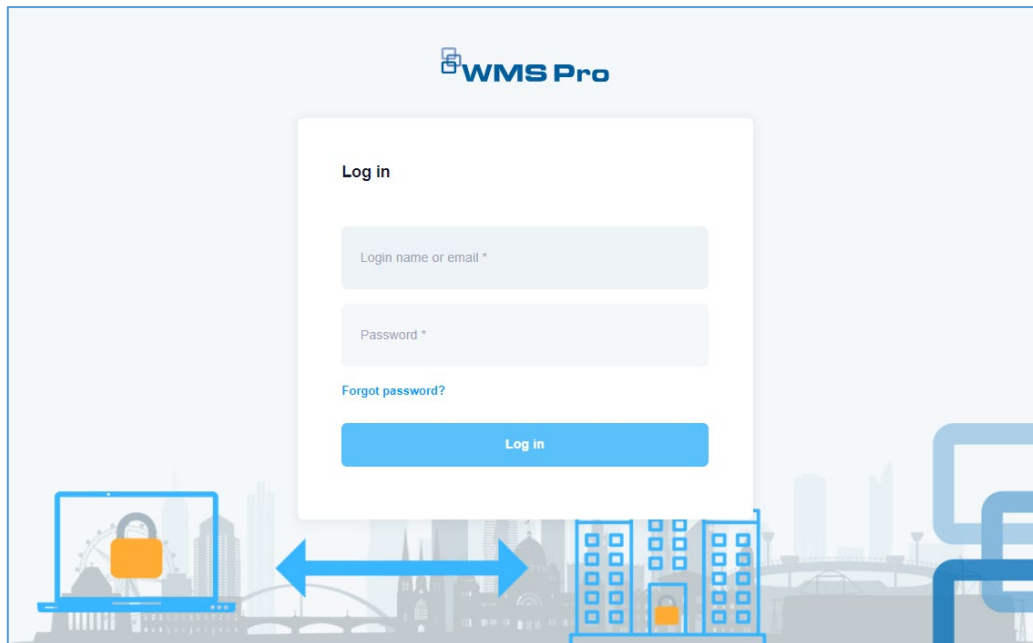 WMS Pro
Log in
Login name or email *
Password *
Forgot password?
Log in